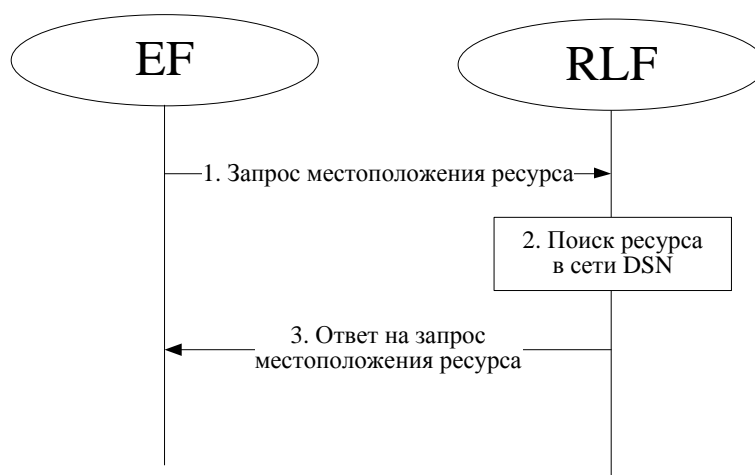 EF
RLF
1. Запрос местоположения ресурса
2. Поиск ресурса
в сети DSN
3. Ответ на запрос
местоположения ресурса